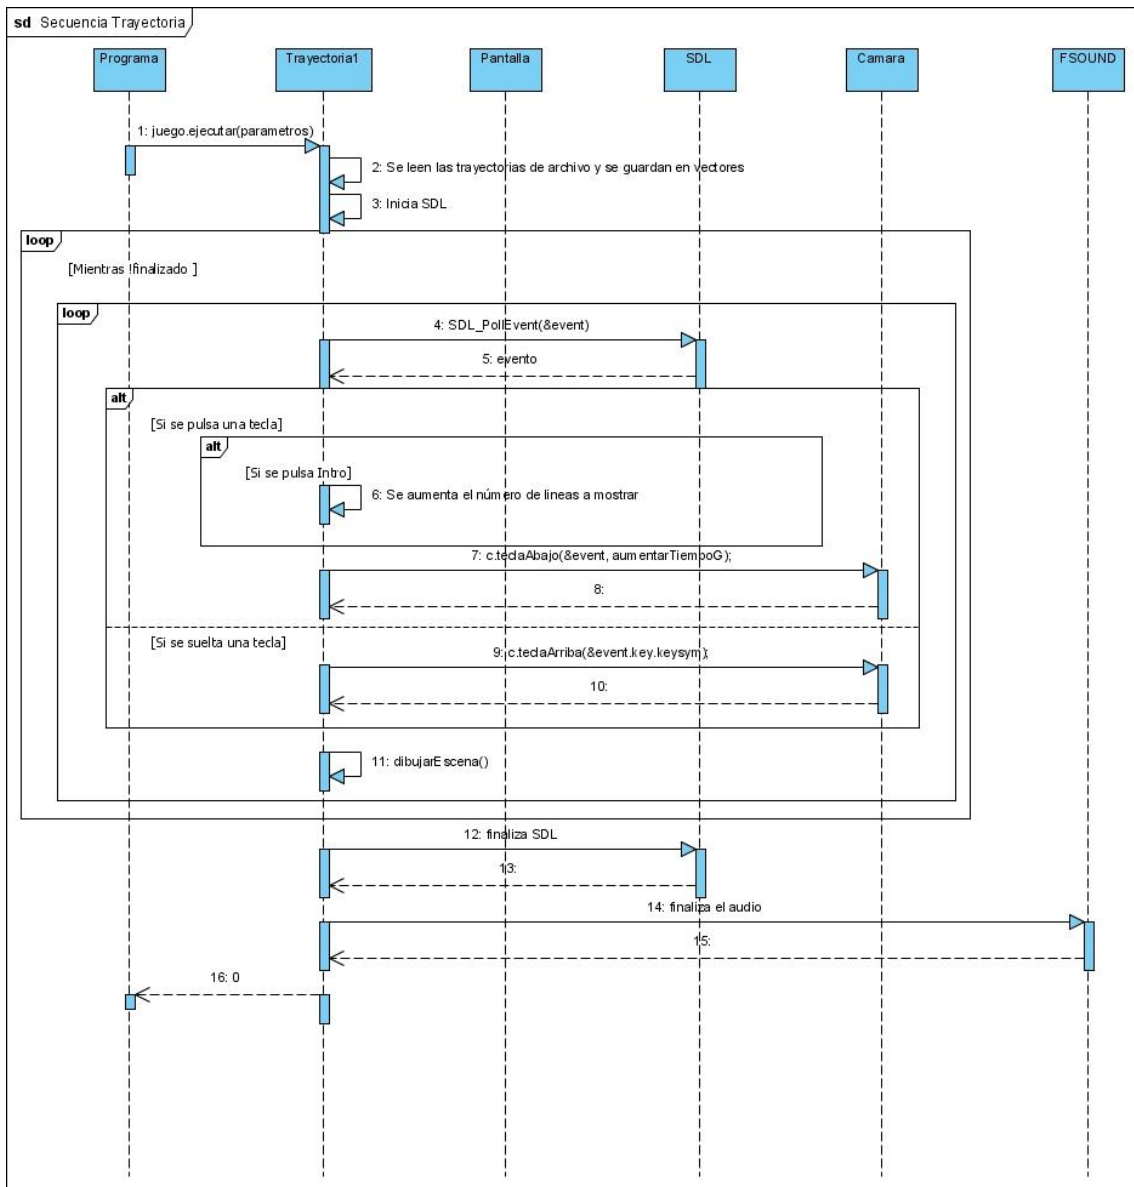 sd Secuencia Trayectoria
Programa
Trayectoria1
Pantalla
SDL
Camara
FSOUND
1: juego.ejecutar(parametros)
2: Se leen las trayectorias de archivo y se guardan en vectores
3: Inicia SDL
loop
[Mientras !finalizado ]
loop
4: SDL_PollEvent(&event)
5: evento
alt
[Si se pulsa una tecla]
alt
[Si se pulsa Intro]
6: Se aumenta el número de lineas a mostrar
7: c.teclaAbajo(&event, aumentarTiempoG);
8:
[Si se suelta una tecla]
9: c.teclaArriba(&event.key.keysym);
10:
11: dibujarEscena()
12: finaliza SDL
13:
14: finaliza el audio
15:
16: 0